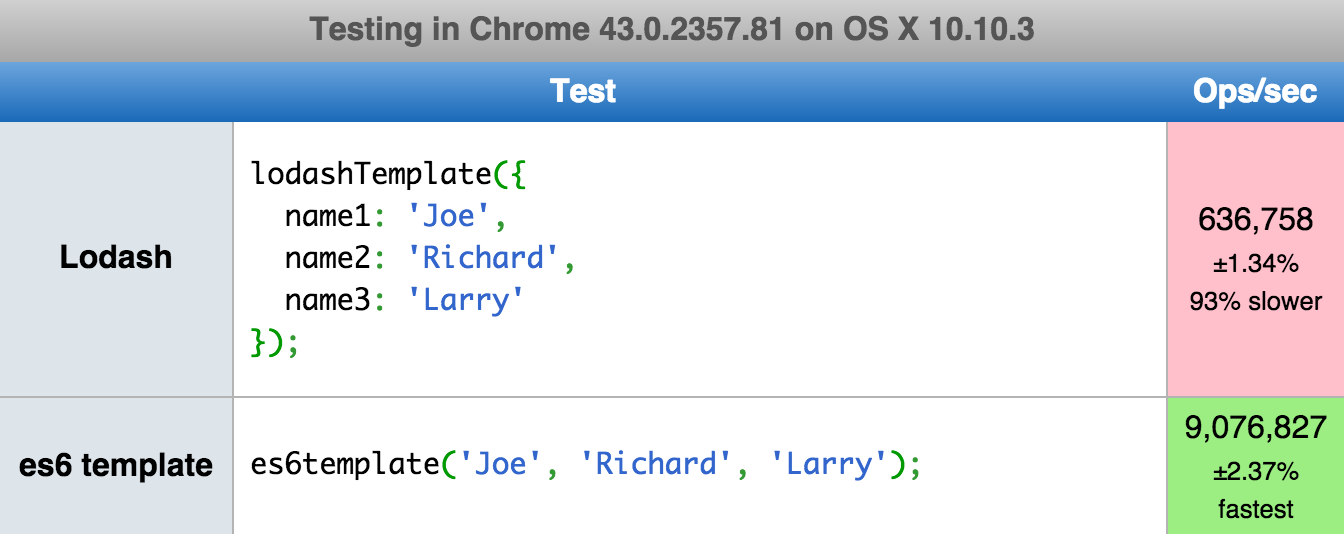 Testing in Chrome 43.0.2357.81 on OS X 10.10.3
Test Ops/sec
Lodash
lodashTemplate({
  name1: 'Joe',
  name2: 'Richard',
  name3: 'Larry'
});
636,758
±1.34%
93% slower
es6 template
es6template('Joe', 'Richard', 'Larry');
9,076,827
±2.37%
fastest